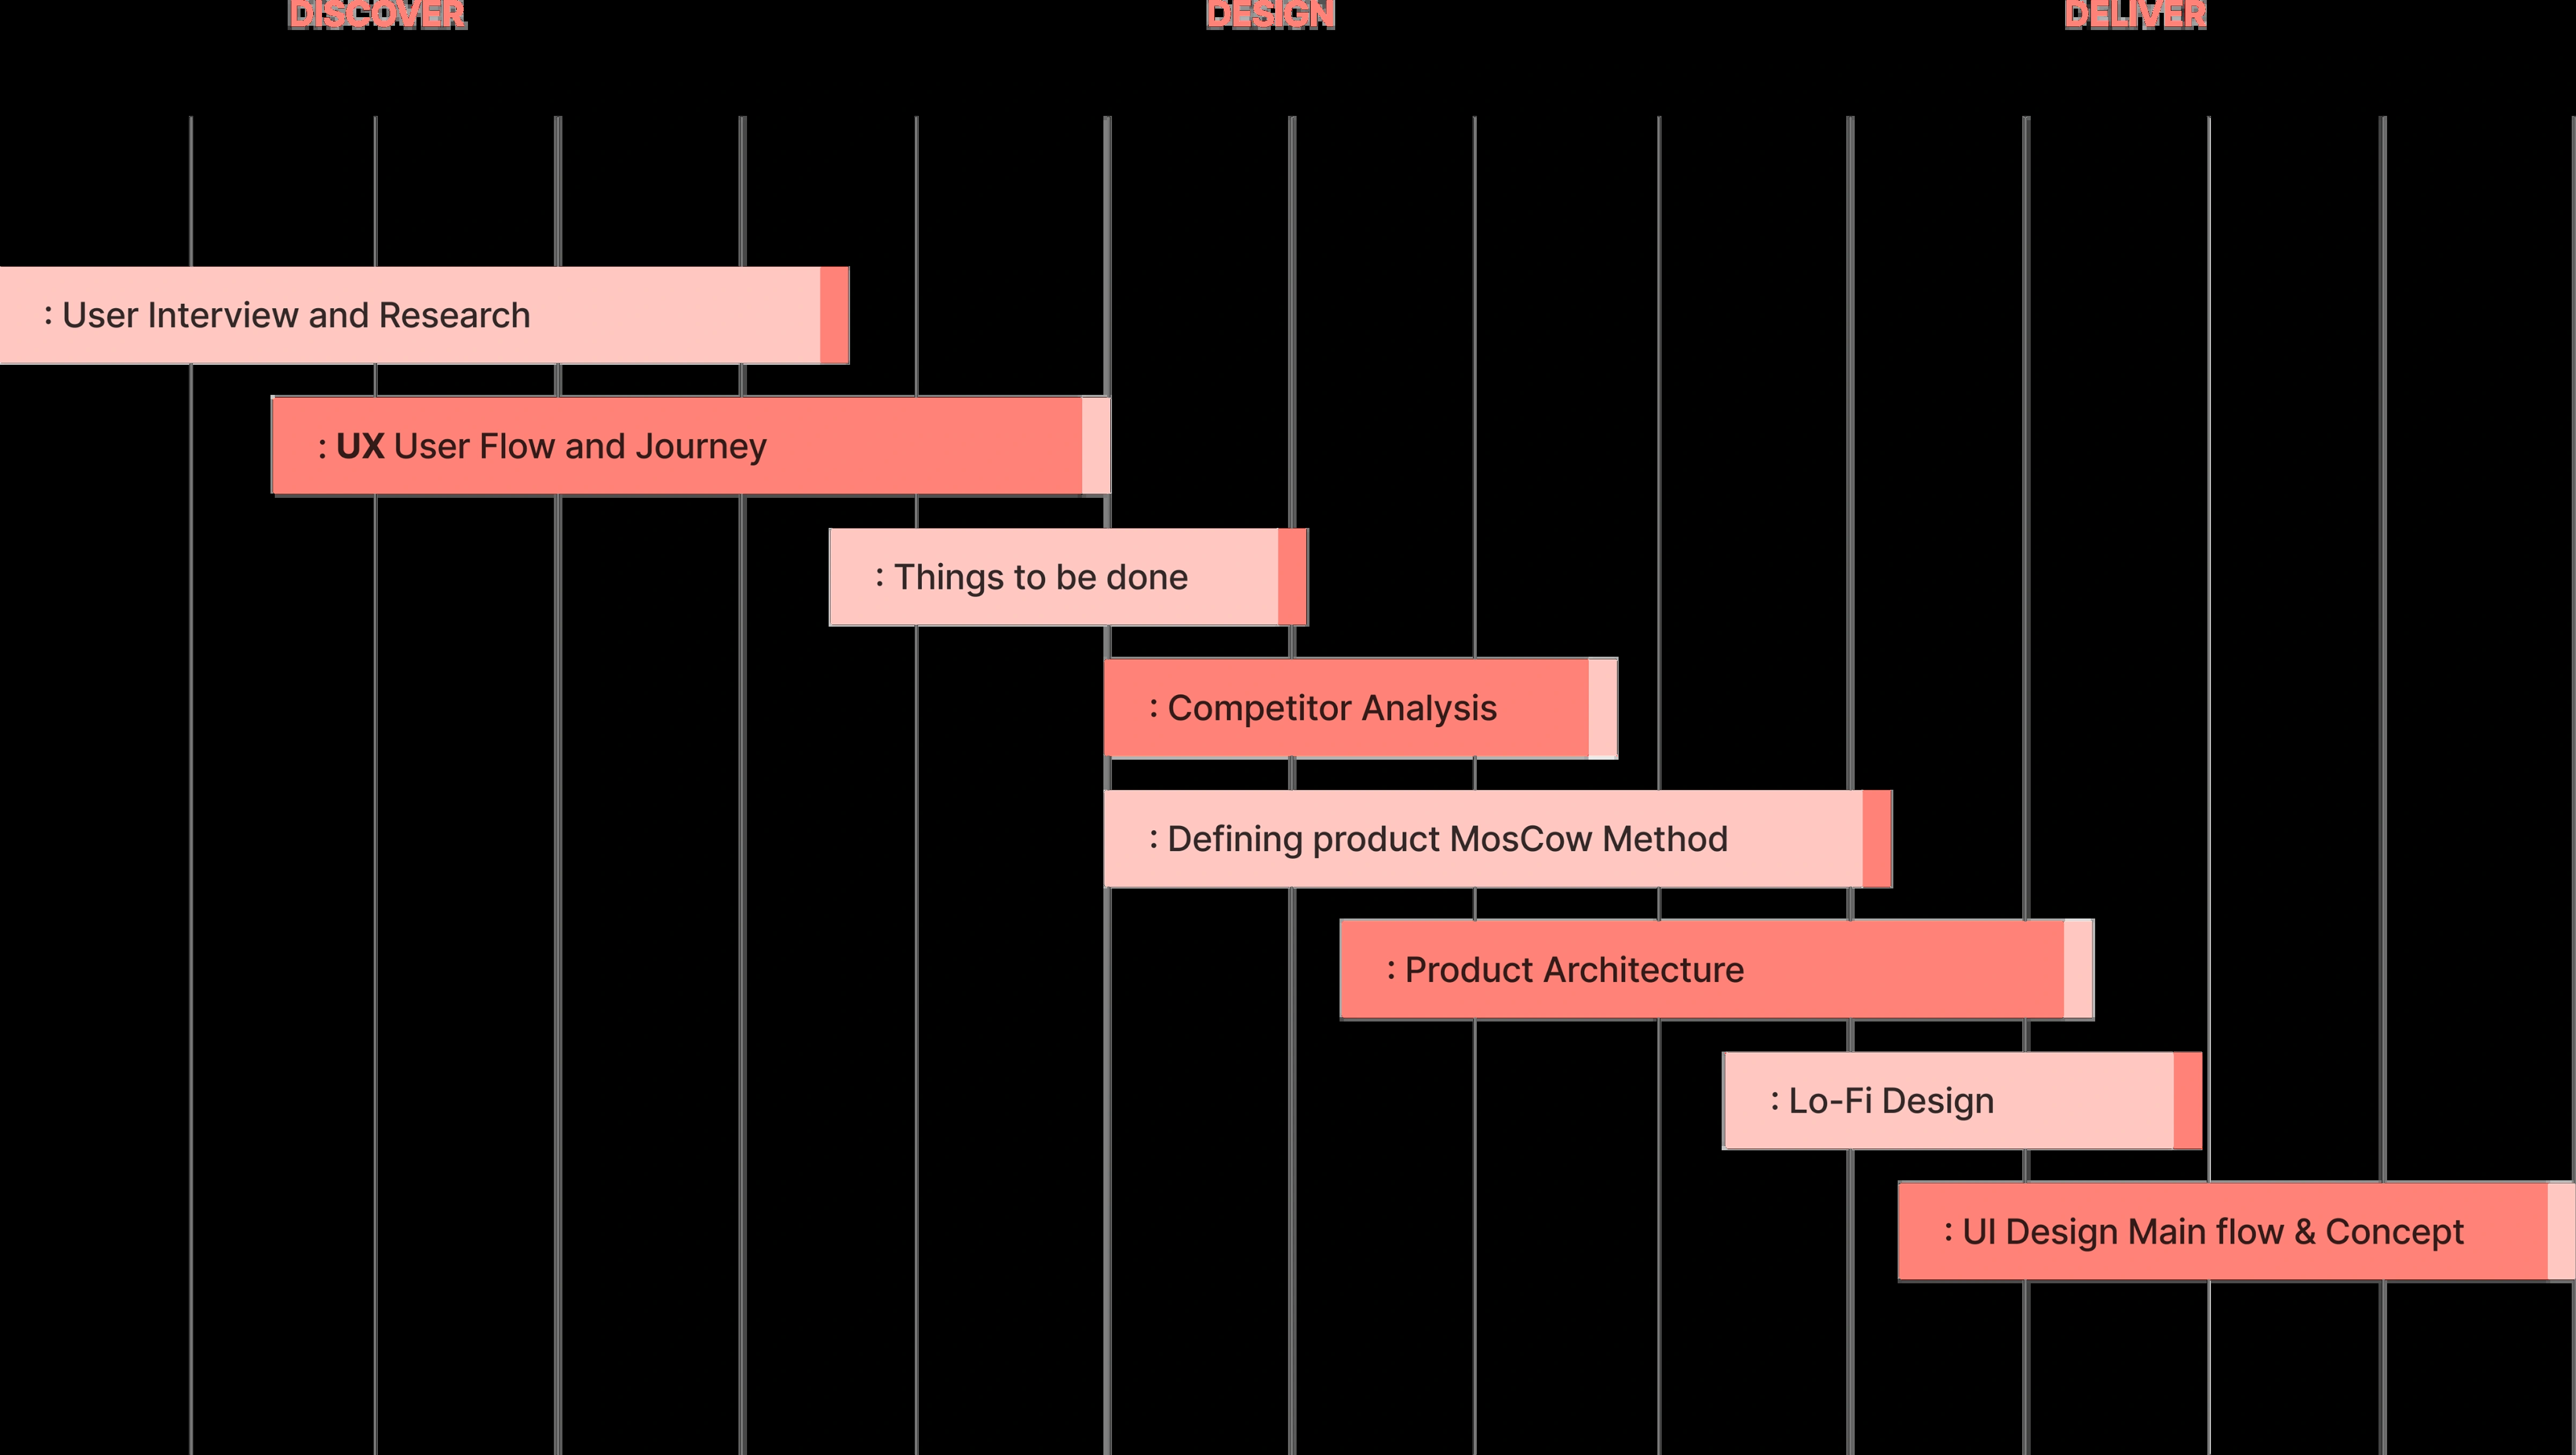 DISCOVER DESIGN DELIVER
: User Interview and Research
: UX User Flow and Journey
: Things to be done
: Competitor Analysis
: Defining product MosCow Method
: Product Architecture
: Lo-Fi Design
: UI Design Main flow & Concept